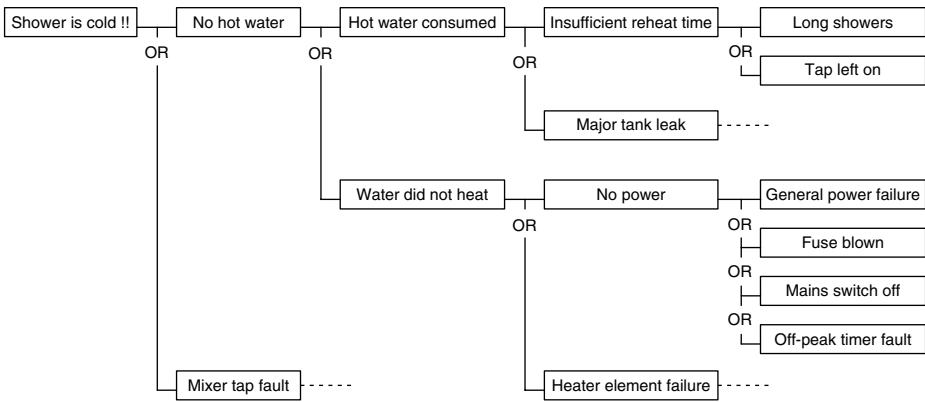 Shower is cold !!
No hot water
Hot water consumed
Insufficient reheat time
Long showers
OR
OR
OR
OR
Tap left on
Major tank leak
Water did not heat
No power
General power failure
OR
OR
Fuse blown
OR
Mains switch off
OR
Off-peak timer fault
Mixer tap fault
Heater element failure